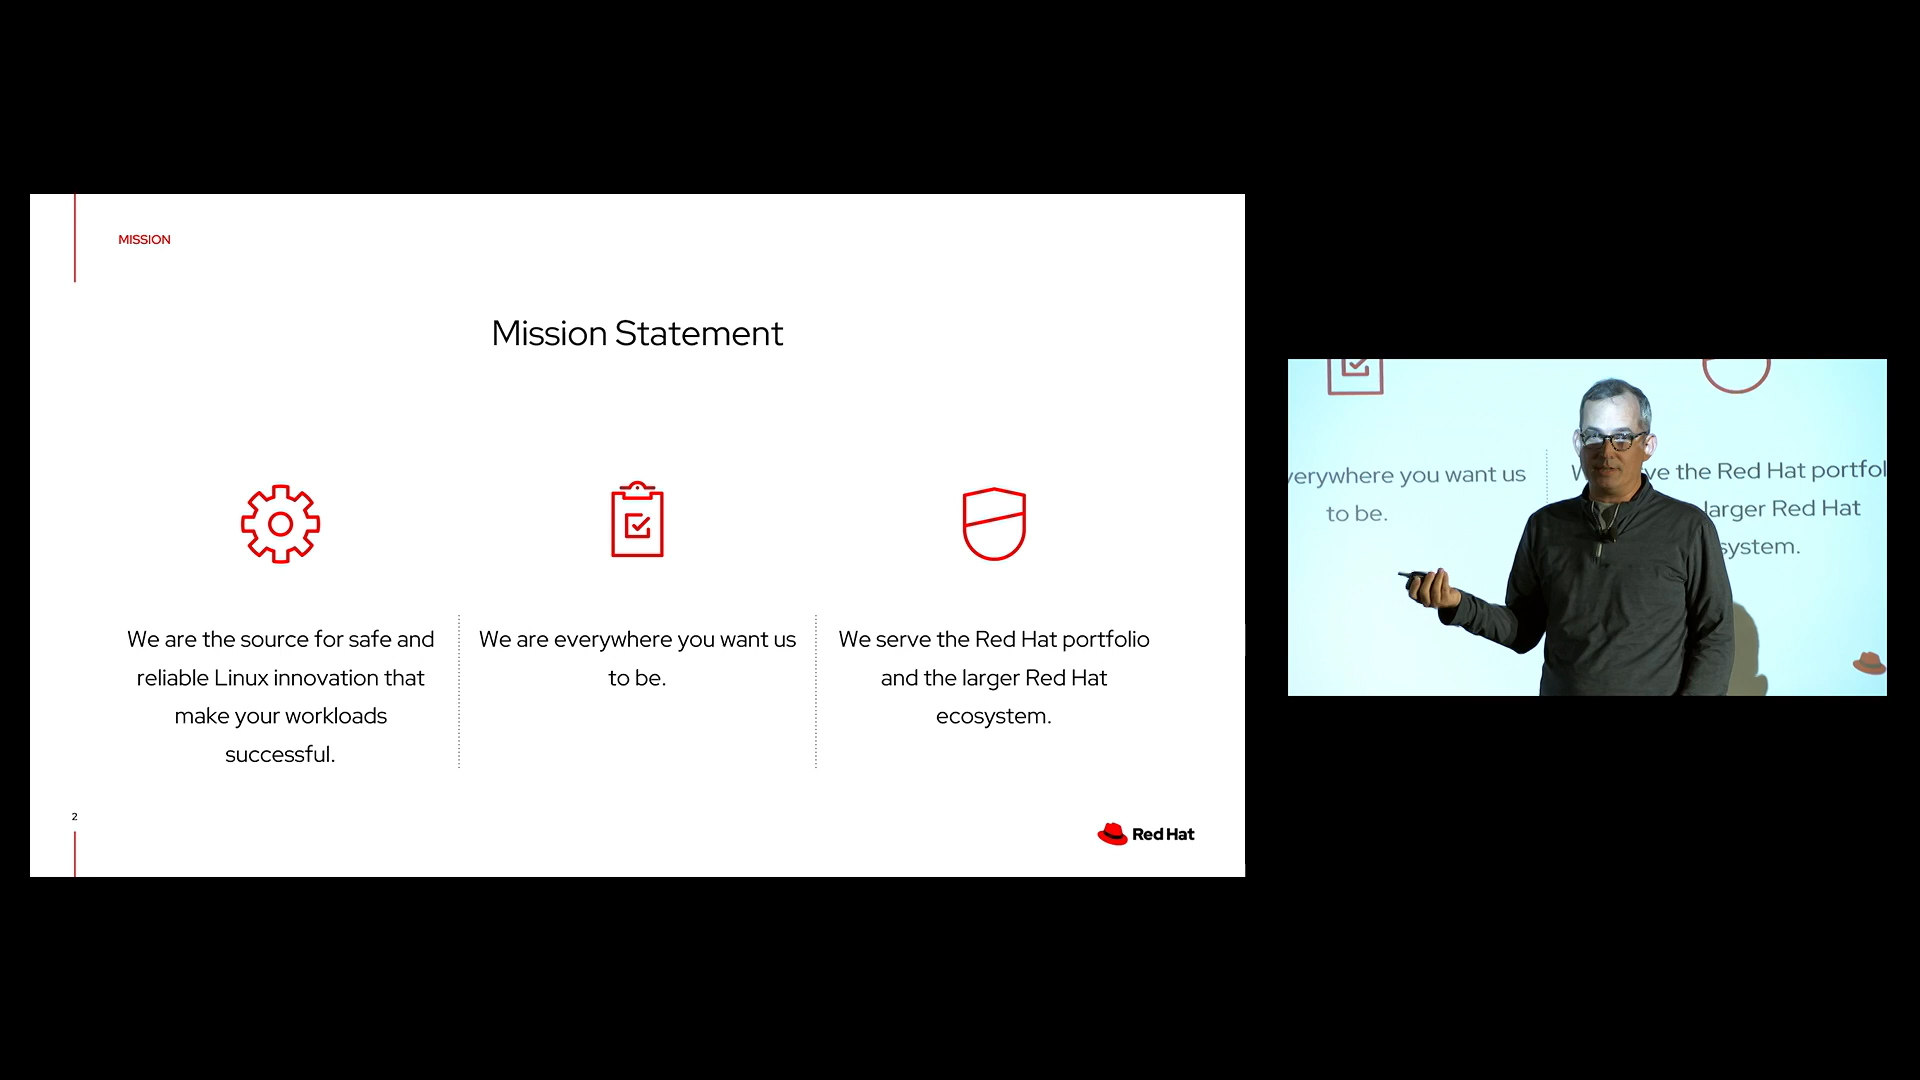 MISSION
Mission Statement
We are the source for safe and
reliable Linux innovation that
make your workloads
successful.
We are everywhere you want us
to be.
We serve the Red Hat portfolio
and the larger Red Hat
ecosystem.
2
Red Hat
verywhere you want us
to be.
ve the Red Hat portfol
larger Red Hat
system.